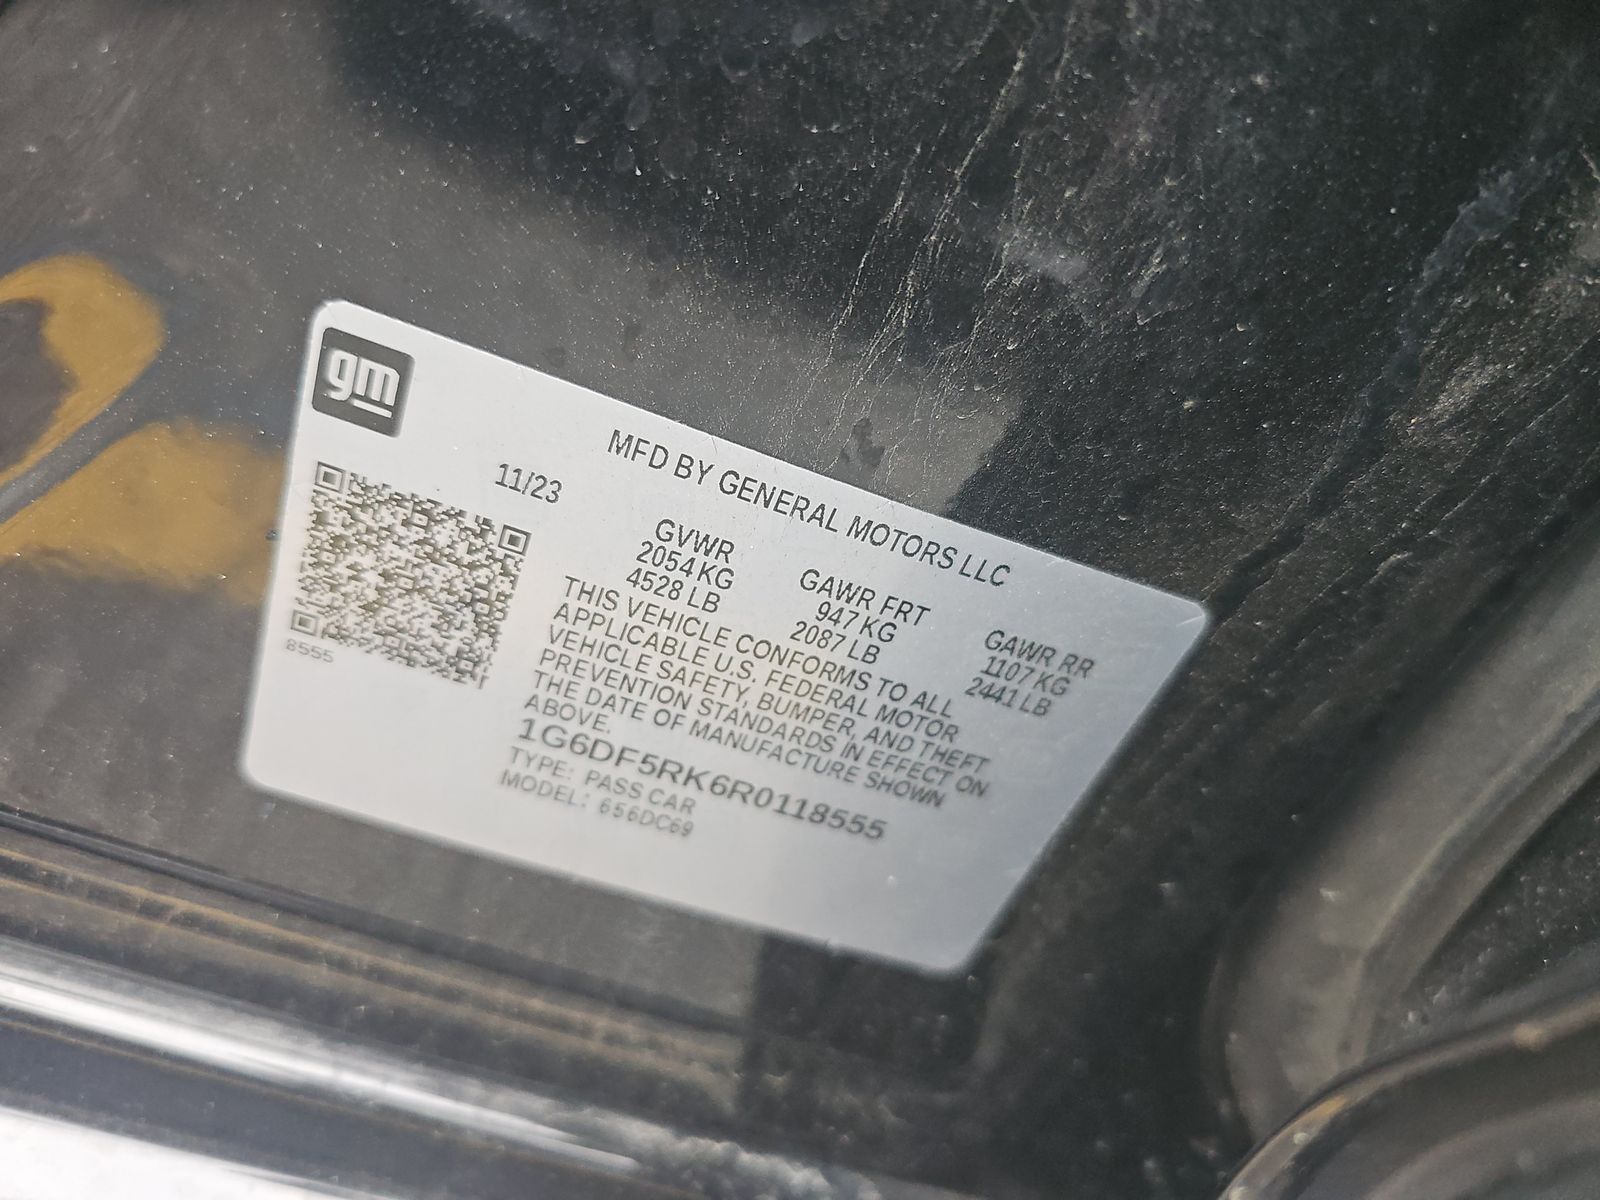 gm
MFD BY GENERAL MOTORS LLC
11/23
GVWR GAWR FRT GAWR RR
2054 KG 947 KG 1107 KG
4528 LB 2087 LB 2441 LB
THIS VEHICLE CONFORMS TO ALL
APPLICABLE U.S. FEDERAL MOTOR
VEHICLE SAFETY, BUMPER, AND THEFT
PREVENTION STANDARDS IN EFFECT ON
THE DATE OF MANUFACTURE SHOWN
ABOVE.
1G6DF5RK6R0118555
TYPE: PASS CAR
MODEL: 656DC69
8555